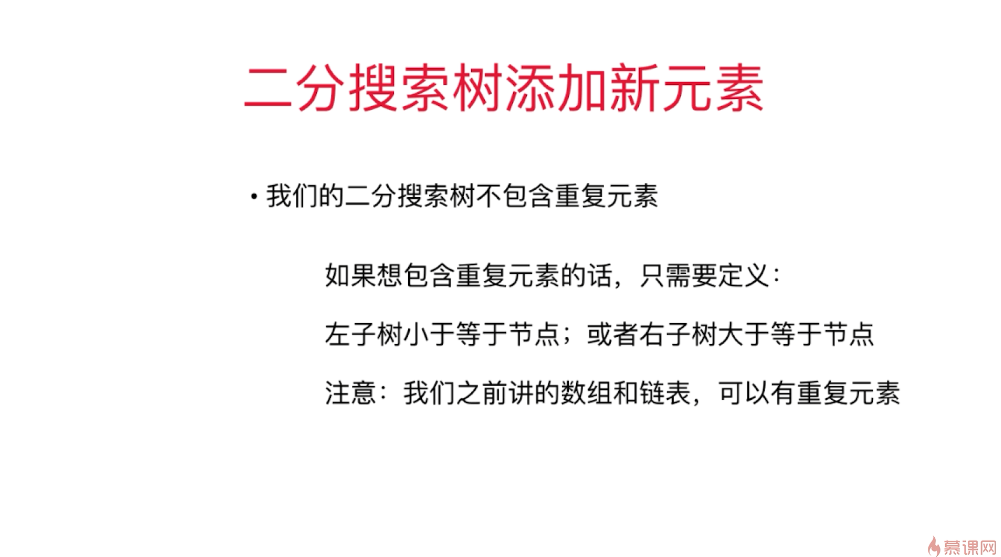 二分搜索树添加新元素
• 我们的二分搜索树不包含重复元素
如果想包含重复元素的话，只需要定义：
左子树小于等于节点；或者右子树大于等于节点
注意：我们之前讲的数组和链表，可以有重复元素
慕课网